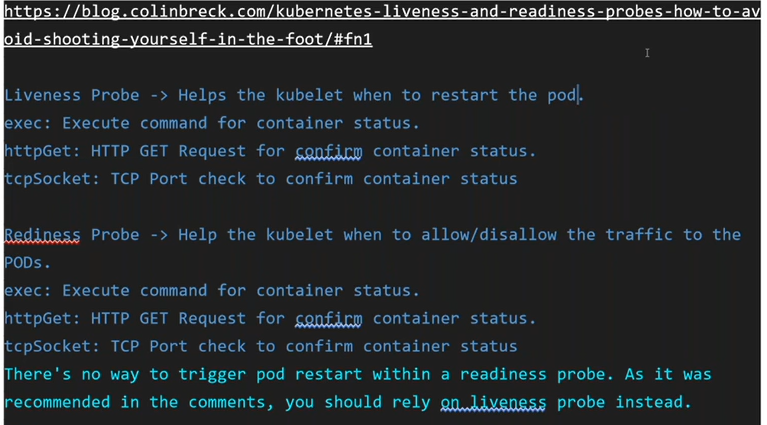 https://blog.colinbreck.com/kubernetes-liveness-and-readiness-probes-how-to-av
oid-shooting-yourself-in-the-foot/#fn1
Liveness Probe -> Helps the kubelet when to restart the pod.
exec: Execute command for container status.
httpGet: HTTP GET Request for confirm container status.
tcpSocket: TCP Port check to confirm container status
Rediness Probe -> Help the kubelet when to allow/disallow the traffic to the
PODs.
exec: Execute command for container status.
httpGet: HTTP GET Request for confirm container status.
tcpSocket: TCP Port check to confirm container status
There's no way to trigger pod restart within a readiness probe. As it was
recommended in the comments, you should rely on liveness probe instead.